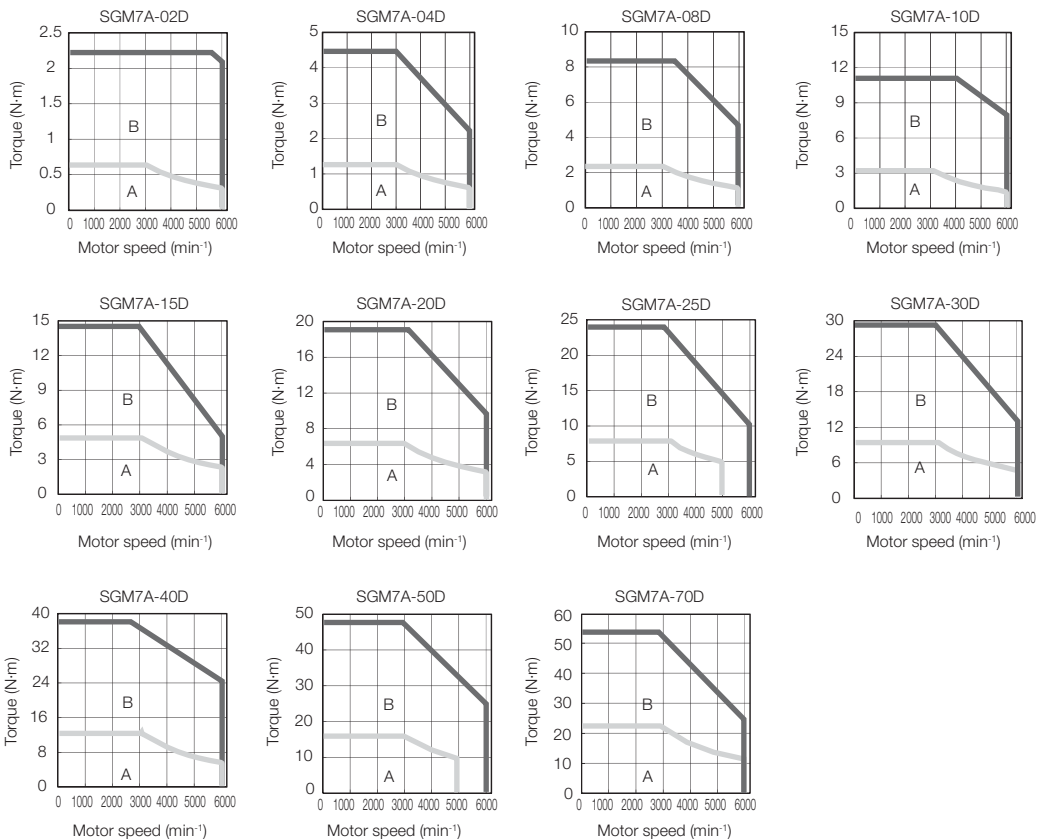 SGM7A-02D
Torque (N·m)
2.5
2
1.5
1
0.5
0
B
A
0 1000 2000 3000 4000 5000 6000
Motor speed (min-1)
SGM7A-04D
Torque (N·m)
5
4
3
2
1
0
B
A
0 1000 2000 3000 4000 5000 6000
Motor speed (min-1)
SGM7A-08D
Torque (N·m)
10
8
6
4
2
0
B
A
0 1000 2000 3000 4000 5000 6000
Motor speed (min-1)
SGM7A-10D
Torque (N·m)
15
11
9
6
3
0
B
A
0 1000 2000 3000 4000 5000 6000
Motor speed (min-1)
SGM7A-15D
Torque (N·m)
15
14
9
6
3
0
B
A
0 1000 2000 3000 4000 5000 6000
Motor speed (min-1)
SGM7A-20D
Torque (N·m)
20
16
12
8
4
0
B
A
0 1000 2000 3000 4000 5000 6000
Motor speed (min-1)
SGM7A-25D
Torque (N·m)
25
20
15
10
5
0
B
A
0 1000 2000 3000 4000 5000 6000
Motor speed (min-1)
SGM7A-30D
Torque (N·m)
30
28
18
12
6
0
B
A
0 1000 2000 3000 4000 5000 6000
Motor speed (min-1)
SGM7A-40D
Torque (N·m)
40
32
24
16
8
0
B
A
0 1000 2000 3000 4000 5000 6000
Motor speed (min-1)
SGM7A-50D
Torque (N·m)
50
40
30
20
10
0
B
A
0 1000 2000 3000 4000 5000 6000
Motor speed (min-1)
SGM7A-70D
Torque (N·m)
60
50
40
30
20
10
0
B
A
0 1000 2000 3000 4000 5000 6000
Motor speed (min-1)